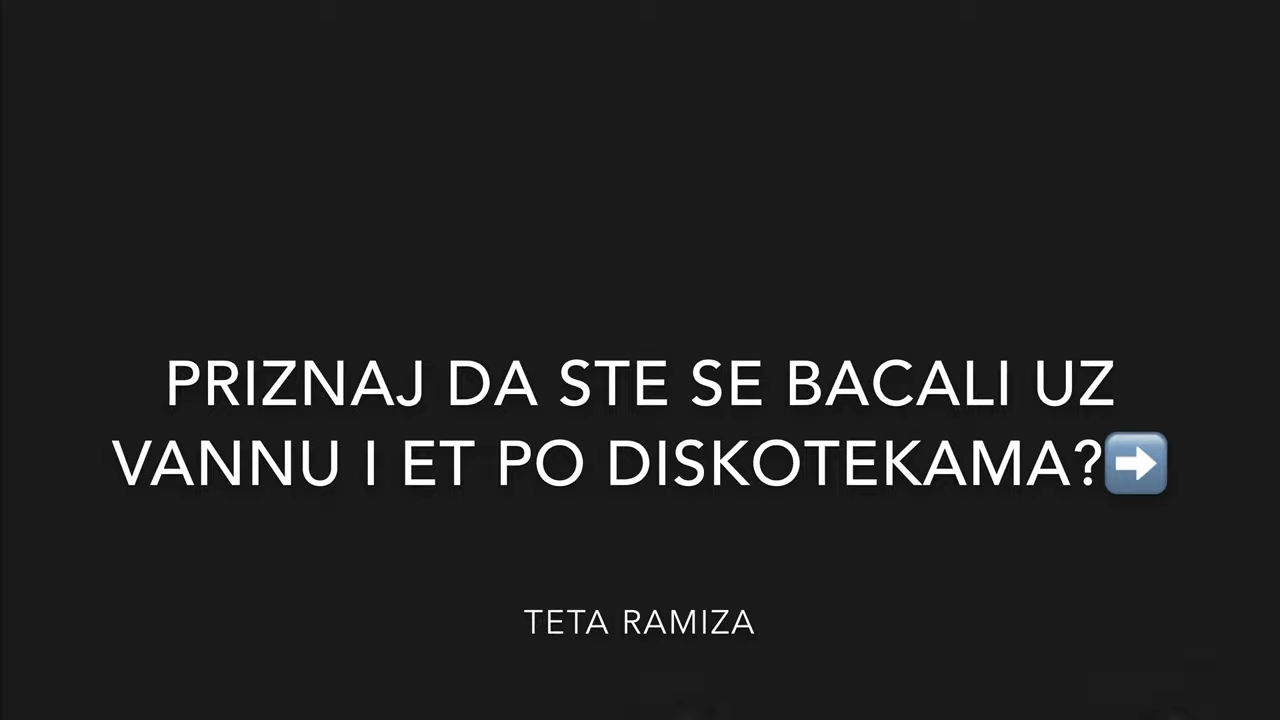 PRIZNAJ DA STE SE BACALI UZ
VANNU I ET PO DISKOTEKAMA?➡️
TETA RAMIZA